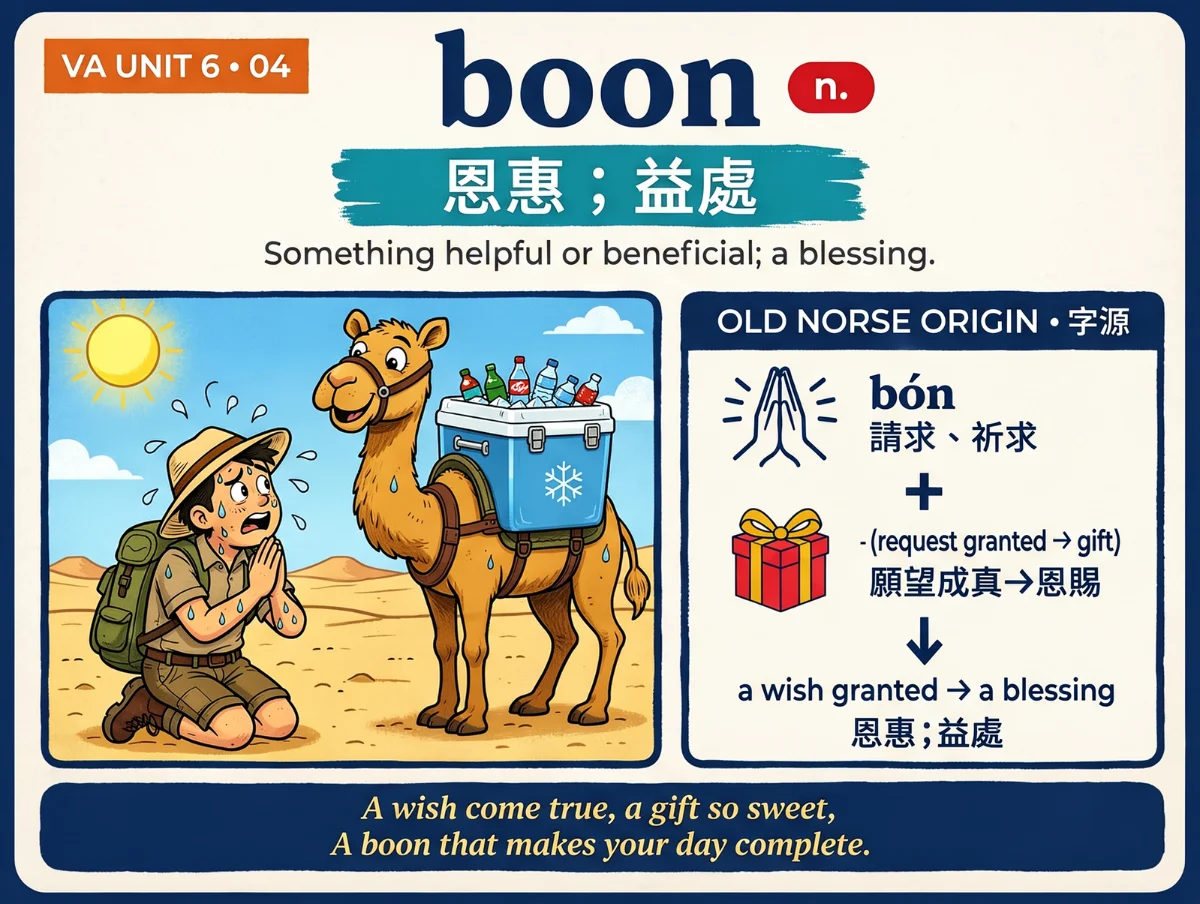 VA UNIT 6 • 04
boon n.
恩惠；益處
Something helpful or beneficial; a blessing.
OLD NORSE ORIGIN • 字源
bón
請求、祈求
+
-(request granted → gift)
願望成真→恩賜
↓
a wish granted → a blessing
恩惠；益處
A wish come true, a gift so sweet,
A boon that makes your day complete.